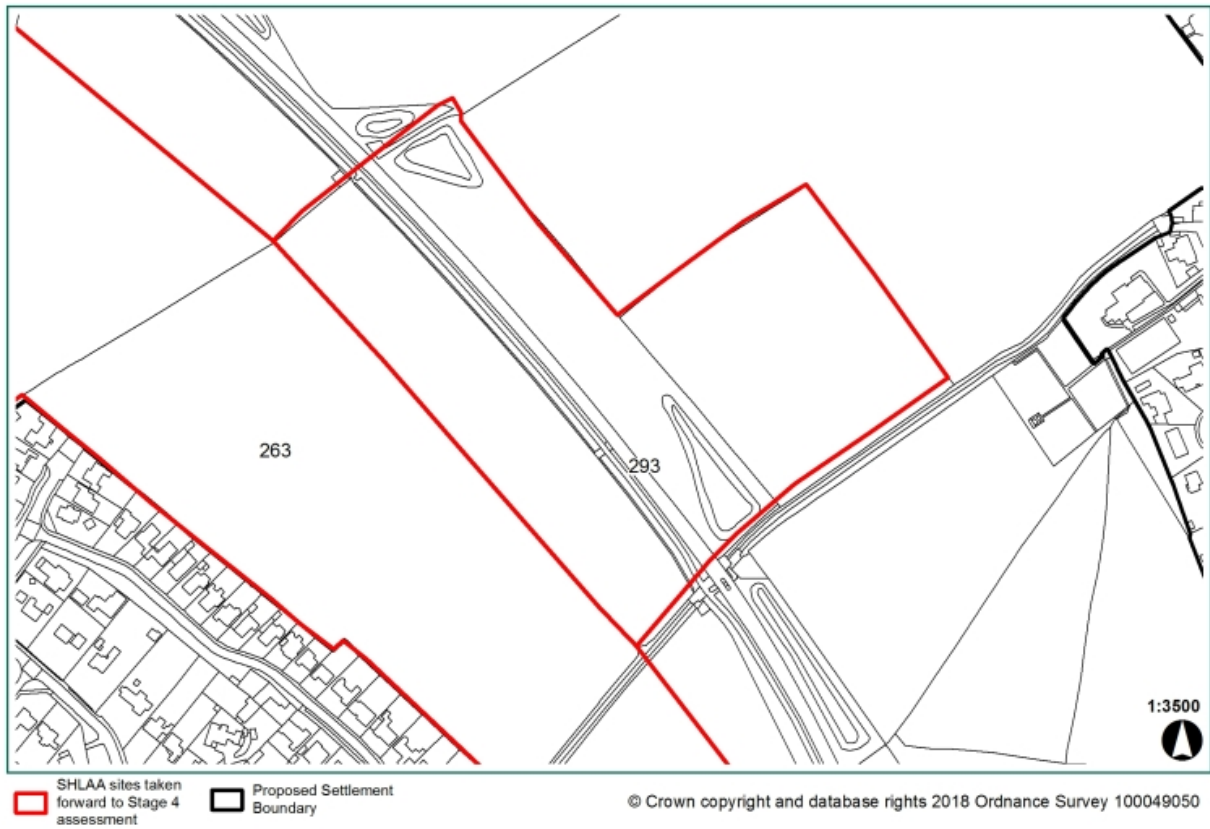 263
293
1:3500
SHLAA sites taken
forward to Stage 4
assessment
Proposed Settlement
Boundary
© Crown copyright and database rights 2018 Ordnance Survey 100049050